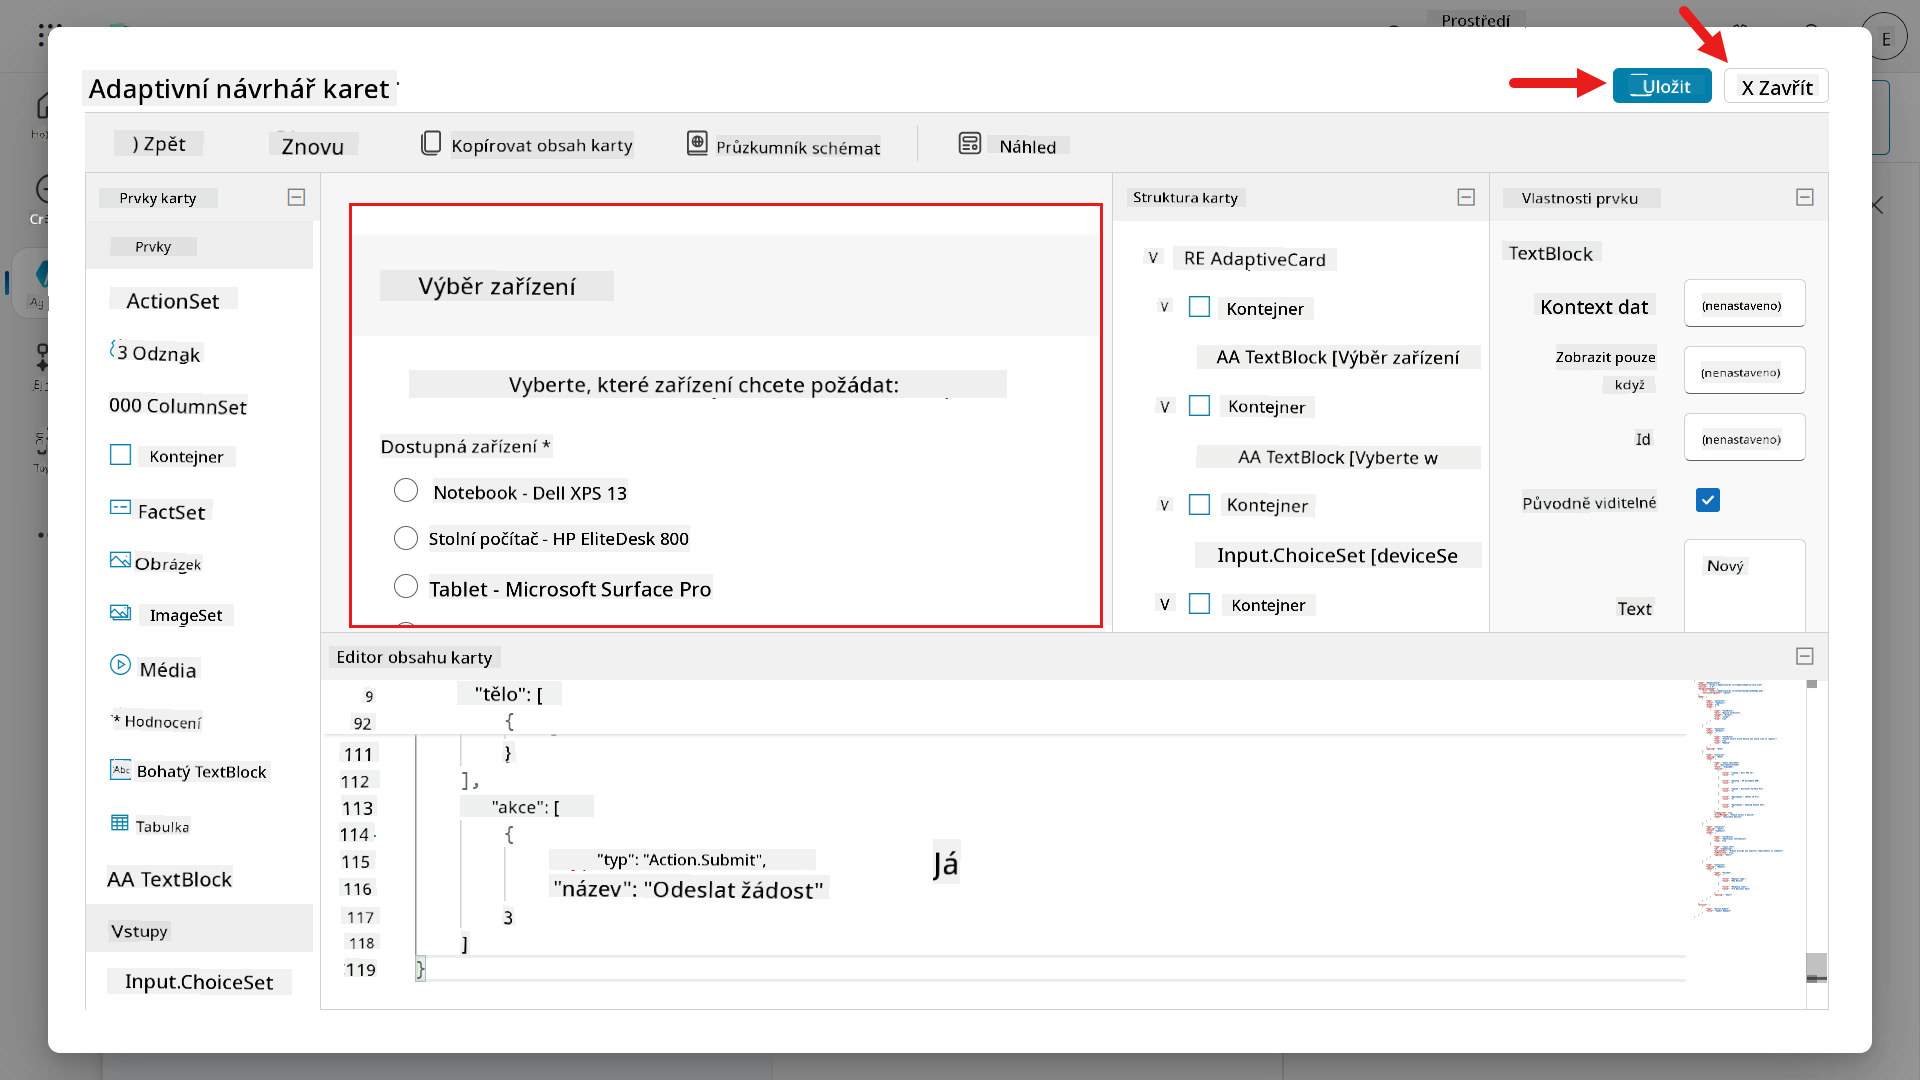 Prostředí
E
Adaptivní návrhář karet
Uložit
X Zavřít
) Zpět
Znovu
Kopírovat obsah karty
Průzkumník schémat
Náhled
Prvky karty
Prvky
ActionSet
3 Odznak
000 ColumnSet
Kontejner
FactSet
Obrázek
ImageSet
Média
* Hodnocení
Abc Bohatý TextBlock
Tabulka
AA TextBlock
Vstupy
Input.ChoiceSet
Výběr zařízení
Vyberte, které zařízení chcete požádat:
Dostupná zařízení *
Notebook - Dell XPS 13
Stolní počítač - HP EliteDesk 800
Tablet - Microsoft Surface Pro
Struktura karty
V RE AdaptiveCard
V Kontejner
AA TextBlock [Výběr zařízení
V Kontejner
AA TextBlock [Vyberte w
V Kontejner
Input.ChoiceSet [deviceSe
V Kontejner
Vlastnosti prvku
TextBlock
Kontext dat (nenastaveno)
Zobrazit pouze
když
(nenastaveno)
Id (nenastaveno)
Původně viditelné
Nový
Text
Editor obsahu karty
9 "tělo": [
92 {
111 }
112 ],
113 "akce": [
114 {
115 "typ": "Action.Submit",
116 "název": "Odeslat žádost"
117 3
118 ]
119 }
Já